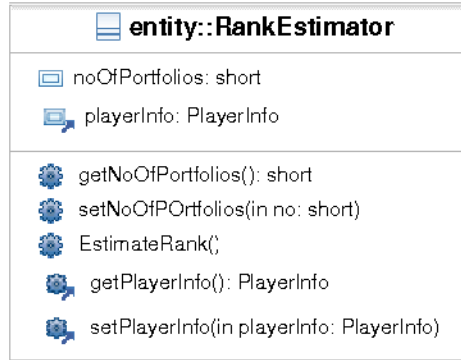 entity::RankEstimator
noOfPortfolios: short
playerInfo: PlayerInfo
getNoOfPortfolios(): short
setNoOfPOrtfolios(in no: short)
EstimateRank()
getPlayerInfo(): PlayerInfo
setPlayerInfo(in playerInfo: PlayerInfo)